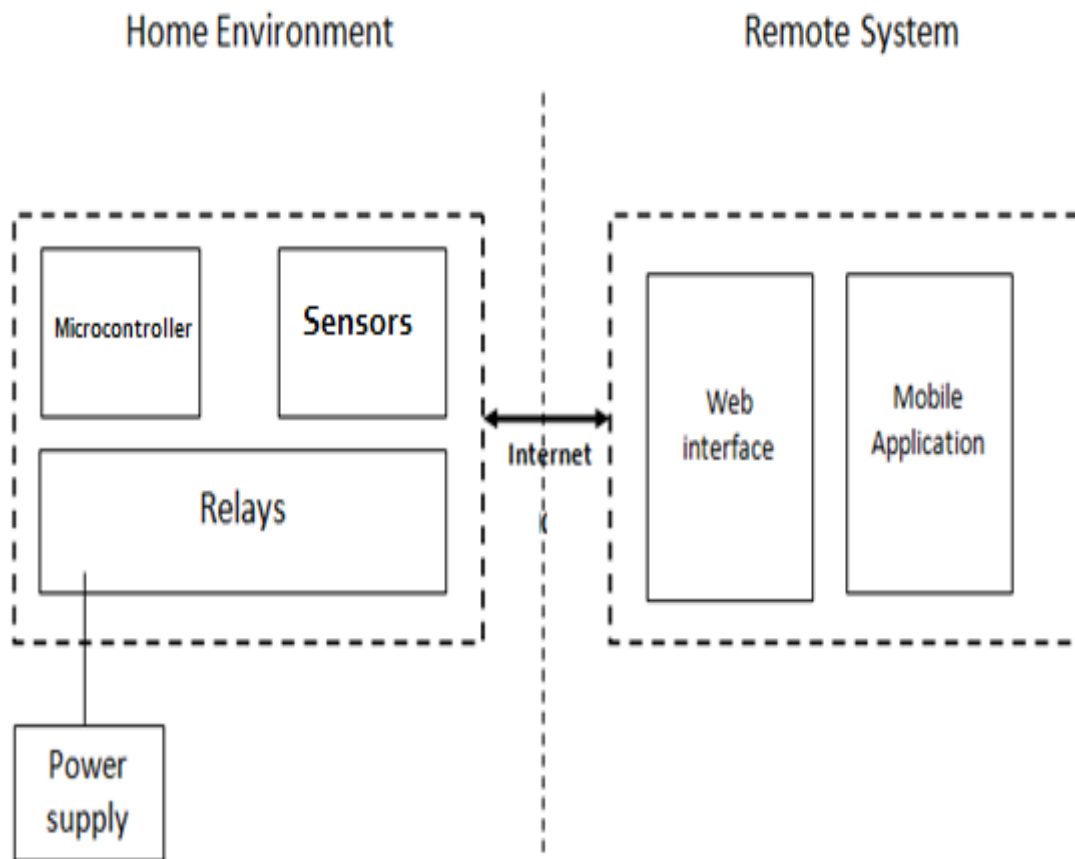 Home Environment
Remote System
Microcontroller
Sensors
Relays
Internet
Web
interface
Mobile
Application
Power
supply